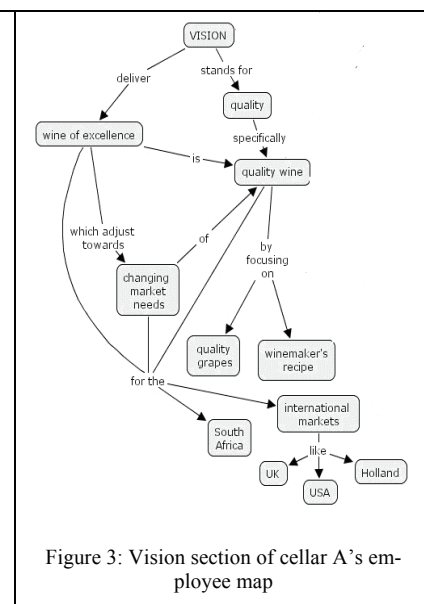 VISION
deliver
stands for
quality
wine of excellence
specifically
is
quality wine
which adjust
towards
of
by
focusing
on
changing
market
needs
quality
grapes
winemaker's
recipe
for the
international
markets
South
Africa
like
UK
Holland
USA
Figure 3: Vision section of cellar A's em-
ployee map